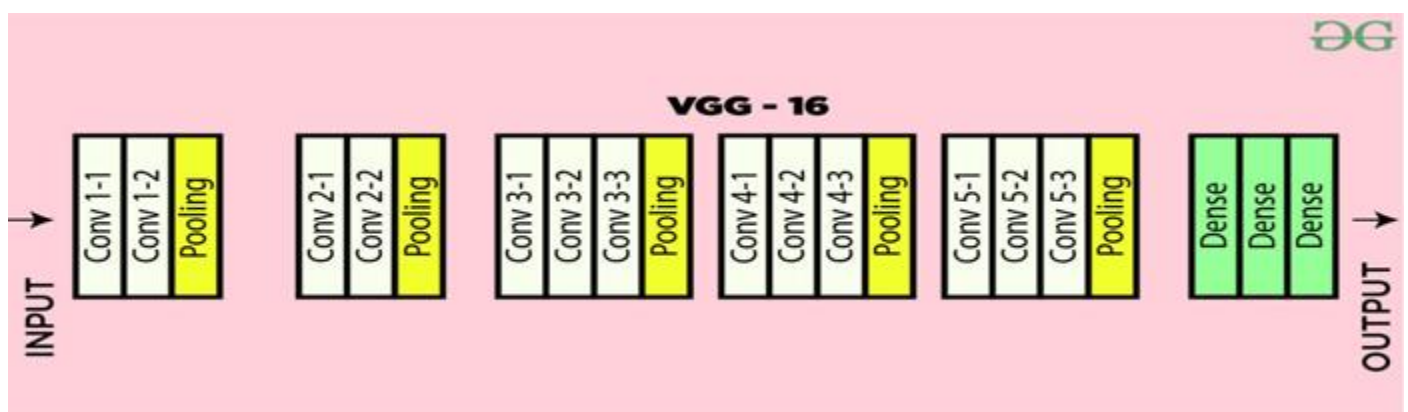 VGG - 16
INPUT
Conv 1-1
Conv 1-2
Pooling
Conv 2-1
Conv 2-2
Pooling
Conv 3-1
Conv 3-2
Conv 3-3
Pooling
Conv 4-1
Conv 4-2
Conv 4-3
Pooling
Conv 5-1
Conv 5-2
Conv 5-3
Pooling
Dense
Dense
Dense
OUTPUT